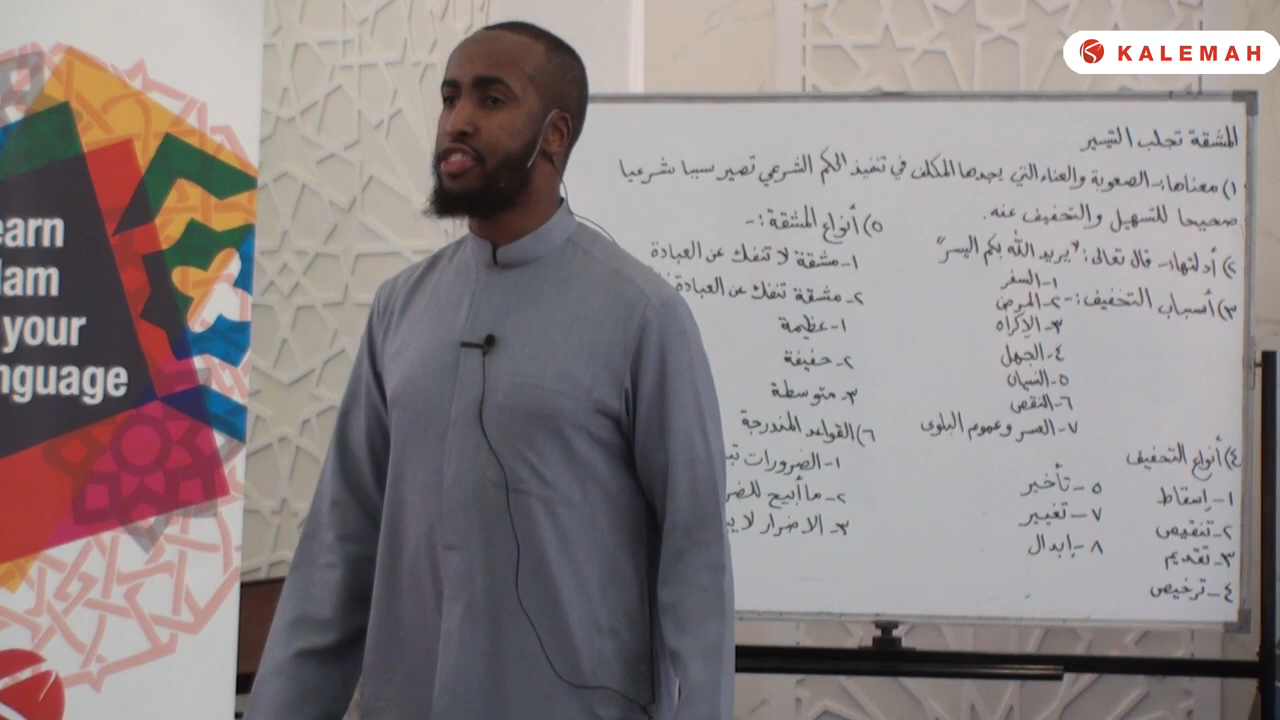 KALEMAH
earn
lam
your
nguage
المشقة تجلب التيسير
١) معناها:- الصعوبة والعناء التي يجدها المكلف في تنفيذ الحكم الشرعي تصير سببا شرعيا
صحيحا للتسهيل والتخفيف عنه.
٢) أدلتها:- قال تعالى: "يريد الله بكم اليسر"
٣) أسباب التخفيف:-
١- السفر
٢- المرض
٣- الإكراه
٤- الجهل
٥- النسيان
٦- النقص
٧- العسر وعموم البلوى
٤) أنواع التخفيف
١- إسقاط
٢- تنقيص
٣- تقديم
٤- ترخيص
٥- تأخير
٧- تغيير
٨- إبدال
٥) أنواع المشقة:-
١- مشقة لا تنفك عن العبادة
٢- مشقة تنفك عن العبادة
١- عظيمة
٢- خفيفة
٣- متوسطة
٦) القواعد المندرجة
١- الضرورات تب
٢- ما أبيح للضر
٣- الاضرار لا يب